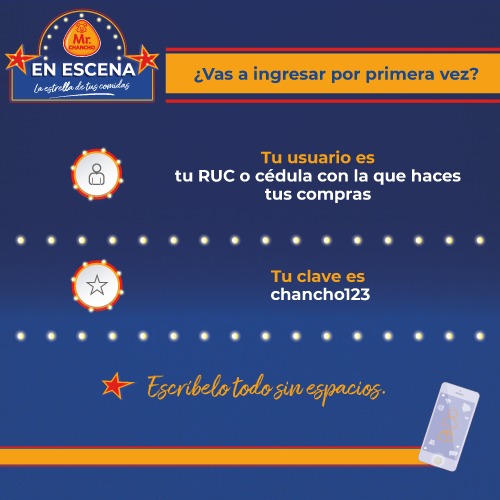 Mr.
CHANCHO
EN ESCENA
La estrella de tus comidas
¿Vas a ingresar por primera vez?
Tu usuario es
tu RUC o cédula con la que haces
tus compras
Tu clave es
chancho123
Escríbelo todo sin espacios.